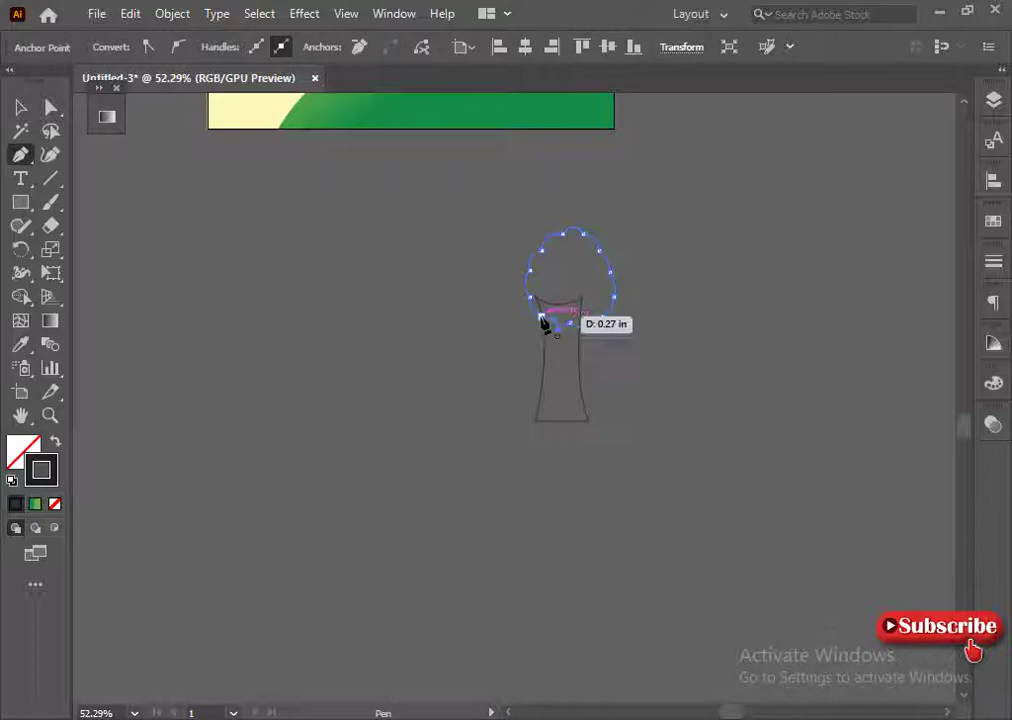 Ai File Edit Object Type Select Effect View Window Help Layout Search Adobe Stock
Anchor Point Convert: Handles: Anchors: Transform
Untitled-3* @ 52.29% (RGB/GPU Preview)
D: 0.27 in
Subscribe
Activate Windows
Go to Settings to activate Windows.
52.29% 1 Pen